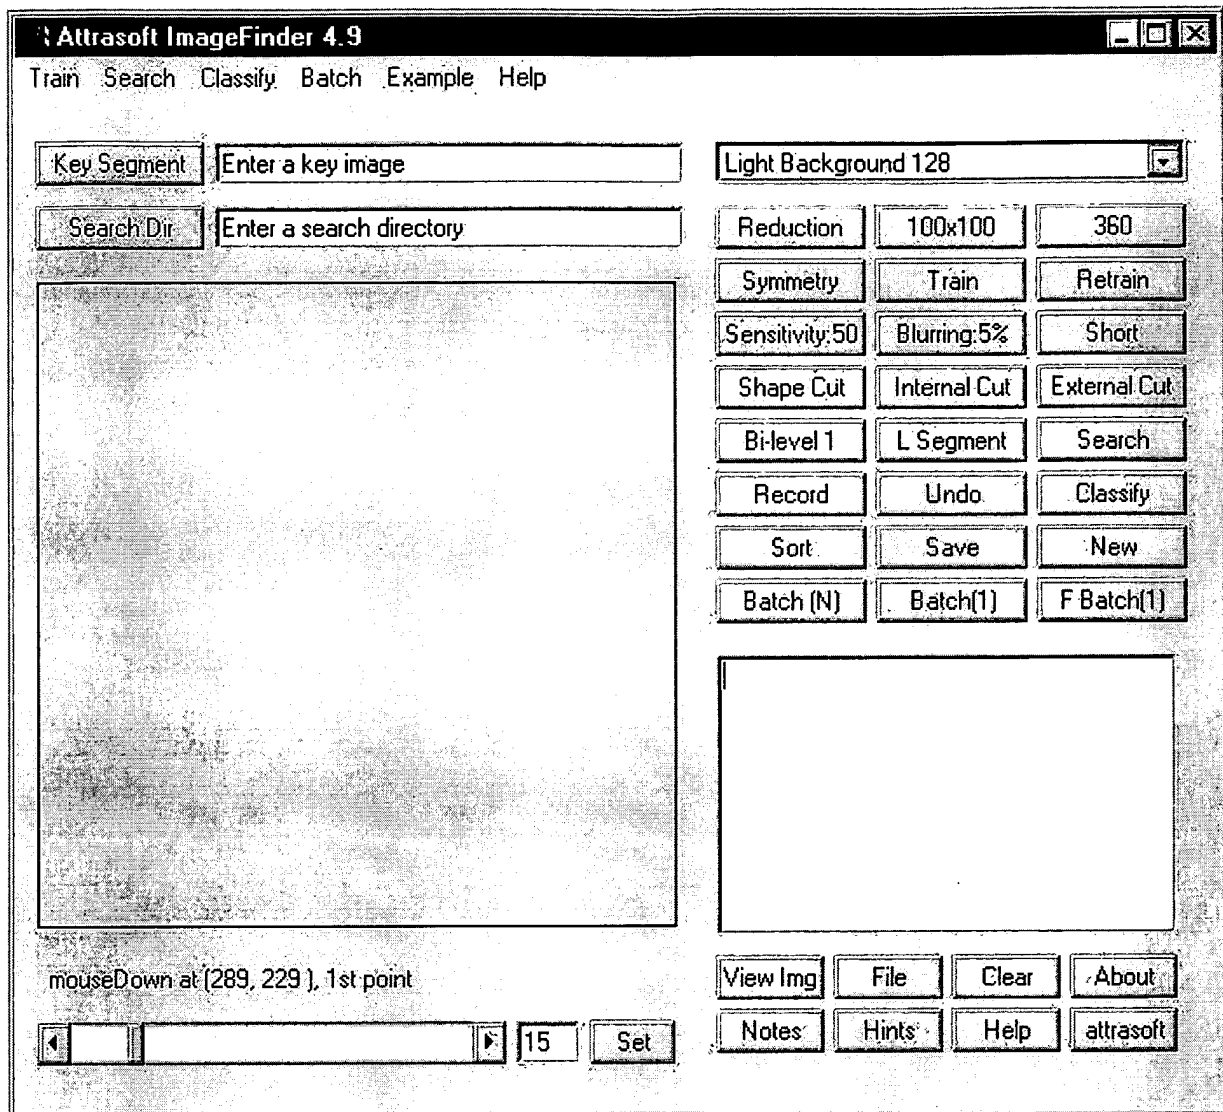 Attrasoft ImageFinder 4.9
Train Search Classify Batch Example Help
Key Segment Enter a key image Light Background 128
Search Dir Enter a search directory
Reduction 100x100 360
Symmetry Train Retrain
Sensitivity:50 Blurring:5% Short
Shape Cut Internal Cut External Cut
Bi-level 1 L Segment Search
Record Undo Classify
Sort Save New
Batch (N) Batch(1) F Batch(1)
mouseDown at (289, 229 ), 1st point
View Img File Clear About
15 Set
Notes Hints Help attrasoft